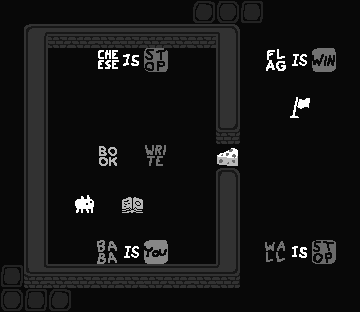 CHEESE IS STOP
FLAG IS WIN
BOOK WRITE
BABA IS YOU
WALL IS STOP